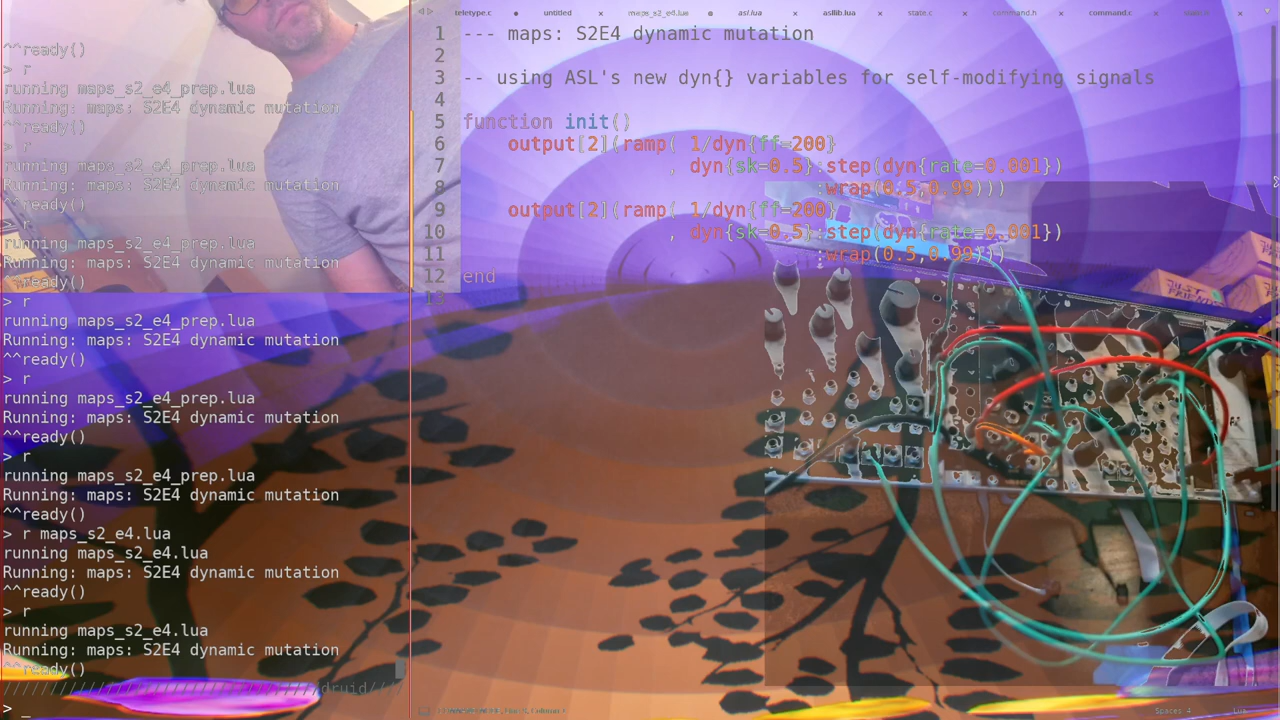 teletype.c
untitled
maps_s2_e4.lua
asl.lua
asllib.lua
state.c
command.h
command.c
1 --- maps: S2E4 dynamic mutation
2
3 -- using ASL's new dyn{} variables for self-modifying signals
4
5 function init()
6 output[2](ramp( 1/dyn{ff=200}
7 , dyn{sk=0.5}:step(dyn{rate=0.001})
8 :wrap(0.5,0.99)))
9 output[2](ramp( 1/dyn{ff=200}
10 , dyn{sk=0.5}:step(dyn{rate=0.001})
11 :wrap(0.5,0.99)))
12 end
13
^^ready()
> r
running maps_s2_e4_prep.lua
Running: maps: S2E4 dynamic mutation
^^ready()
> r
running maps_s2_e4_prep.lua
Running: maps: S2E4 dynamic mutation
^^ready()
> r
running maps_s2_e4_prep.lua
Running: maps: S2E4 dynamic mutation
^^ready()
> r
running maps_s2_e4_prep.lua
Running: maps: S2E4 dynamic mutation
^^ready()
> r
running maps_s2_e4_prep.lua
Running: maps: S2E4 dynamic mutation
^^ready()
> r
running maps_s2_e4_prep.lua
Running: maps: S2E4 dynamic mutation
^^ready()
> r maps_s2_e4.lua
running maps_s2_e4.lua
Running: maps: S2E4 dynamic mutation
^^ready()
> r
running maps_s2_e4.lua
Running: maps: S2E4 dynamic mutation
^^ready()
//druid//
> _
JUST FRIENDS
Spaces: 4
Lua